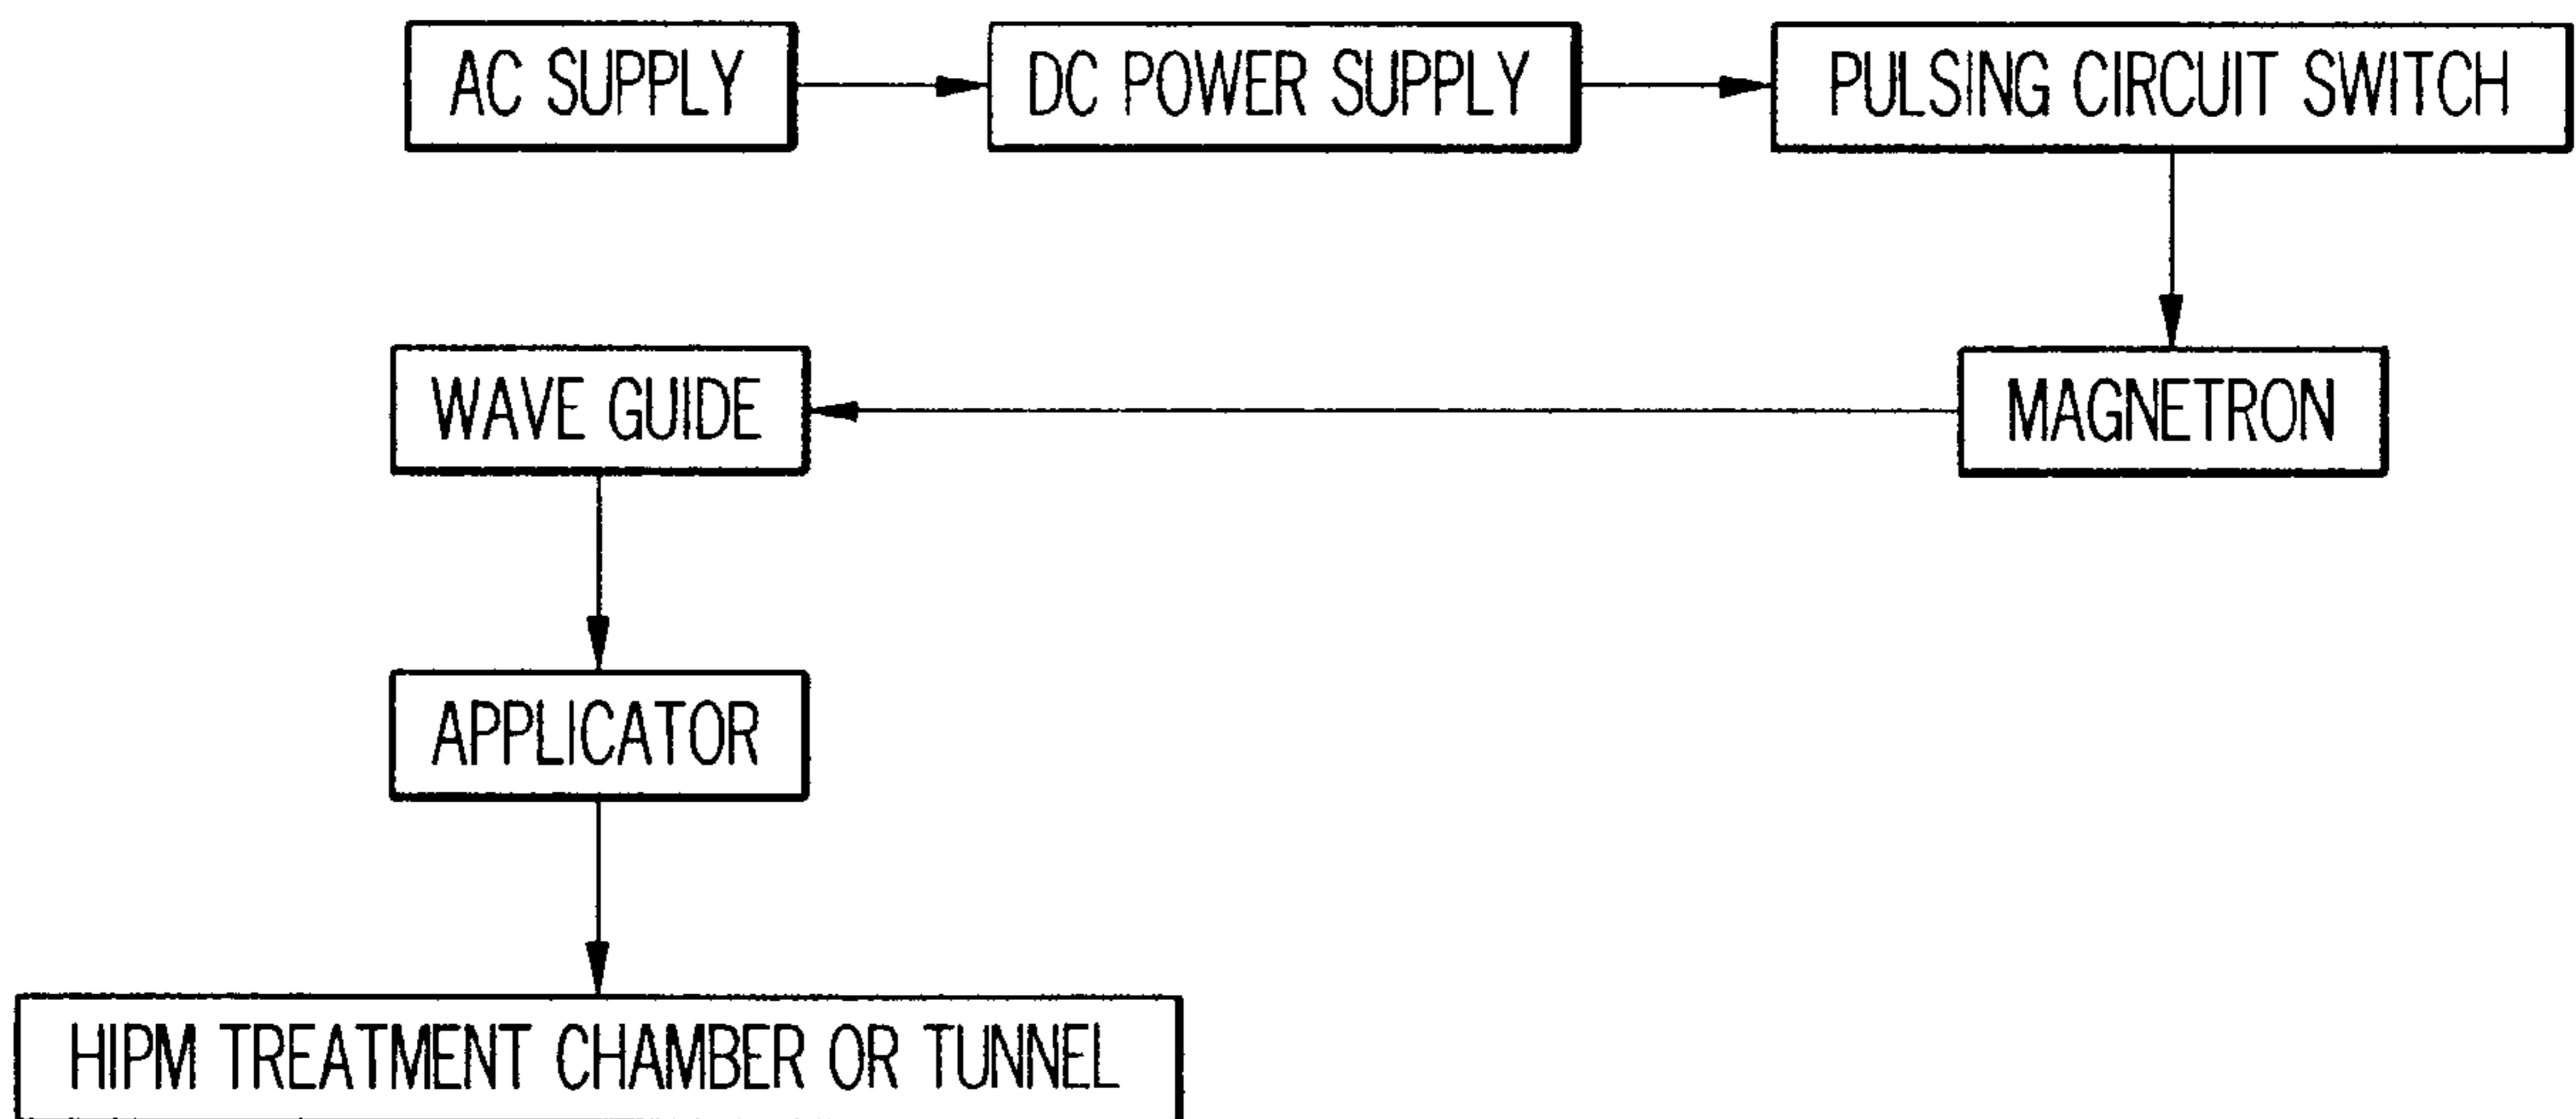 AC SUPPLY
DC POWER SUPPLY
PULSING CIRCUIT SWITCH
MAGNETRON
WAVE GUIDE
APPLICATOR
HIPM TREATMENT CHAMBER OR TUNNEL